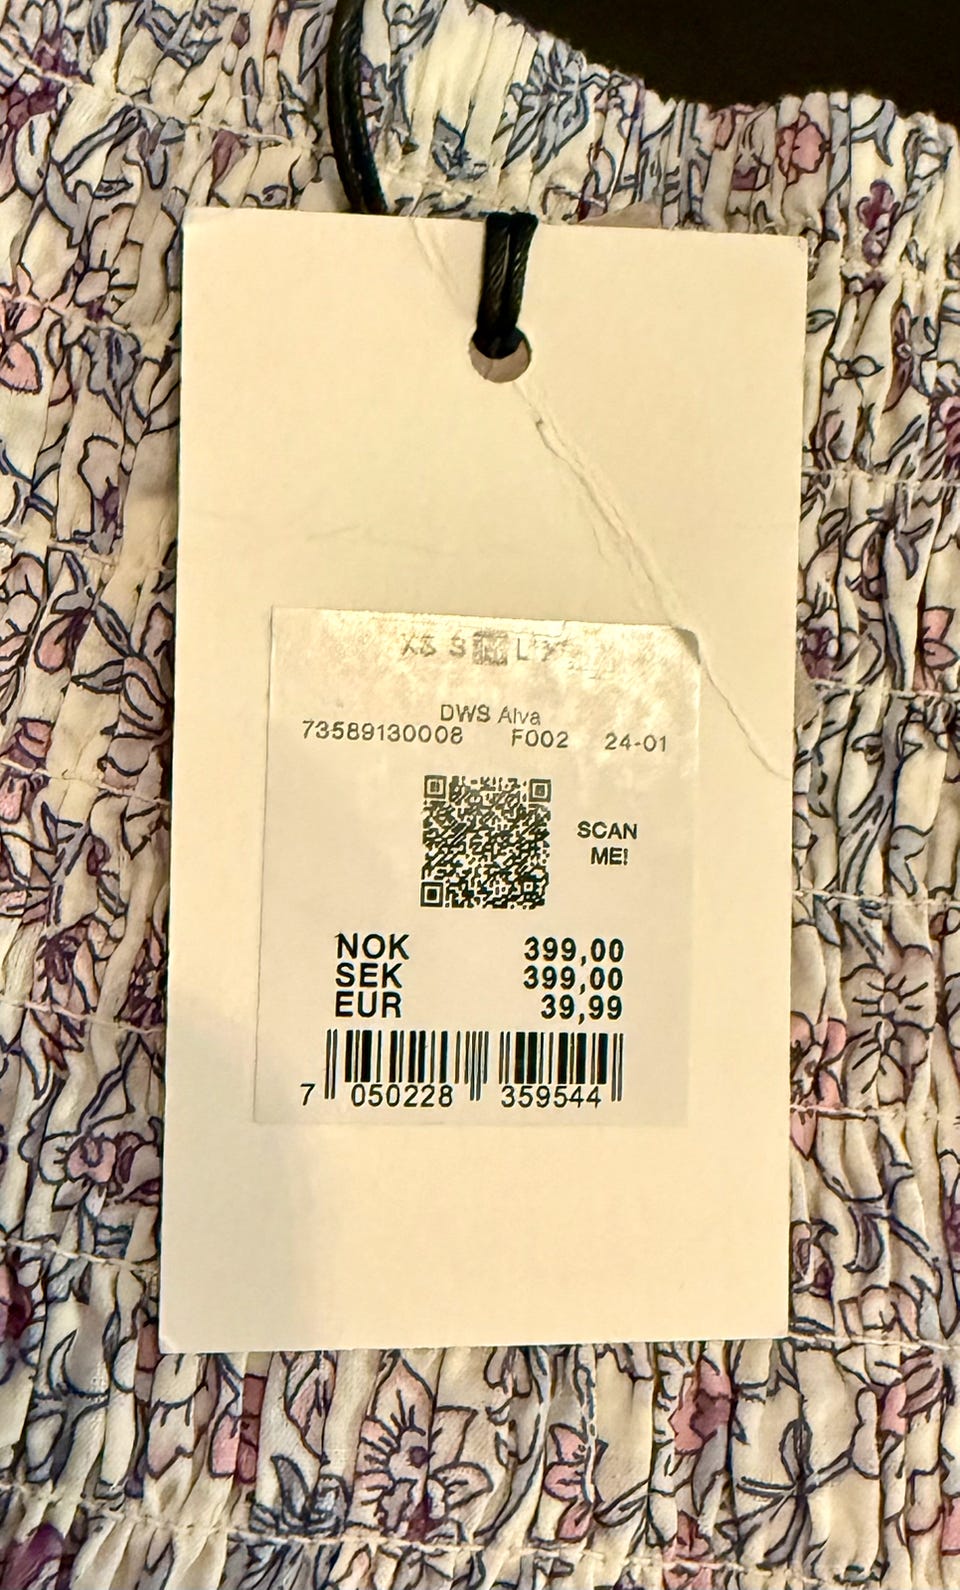 XS S M L
DWS Alva
73589130008 F002 24-01
SCAN
ME!
NOK 399,00
SEK 399,00
EUR 39,99
7 050228 359544